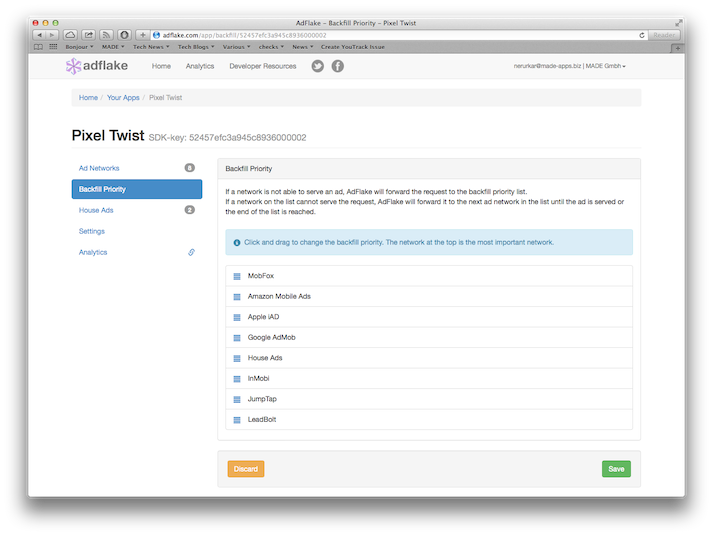 AdFlake – Backfill Priority – Pixel Twist
adflake.com/app/backfill/52457efc3a945c8936000002
Reader
Bonjour MADE Tech News Tech Blogs Various checks News Create YouTrack Issue
adflake Home Analytics Developer Resources nerurkar@made-apps.biz | MADE Gmbh
Home / Your Apps / Pixel Twist
Pixel Twist SDK-key: 52457efc3a945c8936000002
Ad Networks 8
Backfill Priority
House Ads 2
Settings
Analytics
Backfill Priority
If a network is not able to serve an ad, AdFlake will forward the request to the backfill priority list.
If a network on the list cannot serve the request, AdFlake will forward it to the next ad network in the list until the ad is served or
the end of the list is reached.
Click and drag to change the backfill priority. The network at the top is the most important network.
MobFox
Amazon Mobile Ads
Apple iAD
Google AdMob
House Ads
InMobi
JumpTap
LeadBolt
Discard
Save